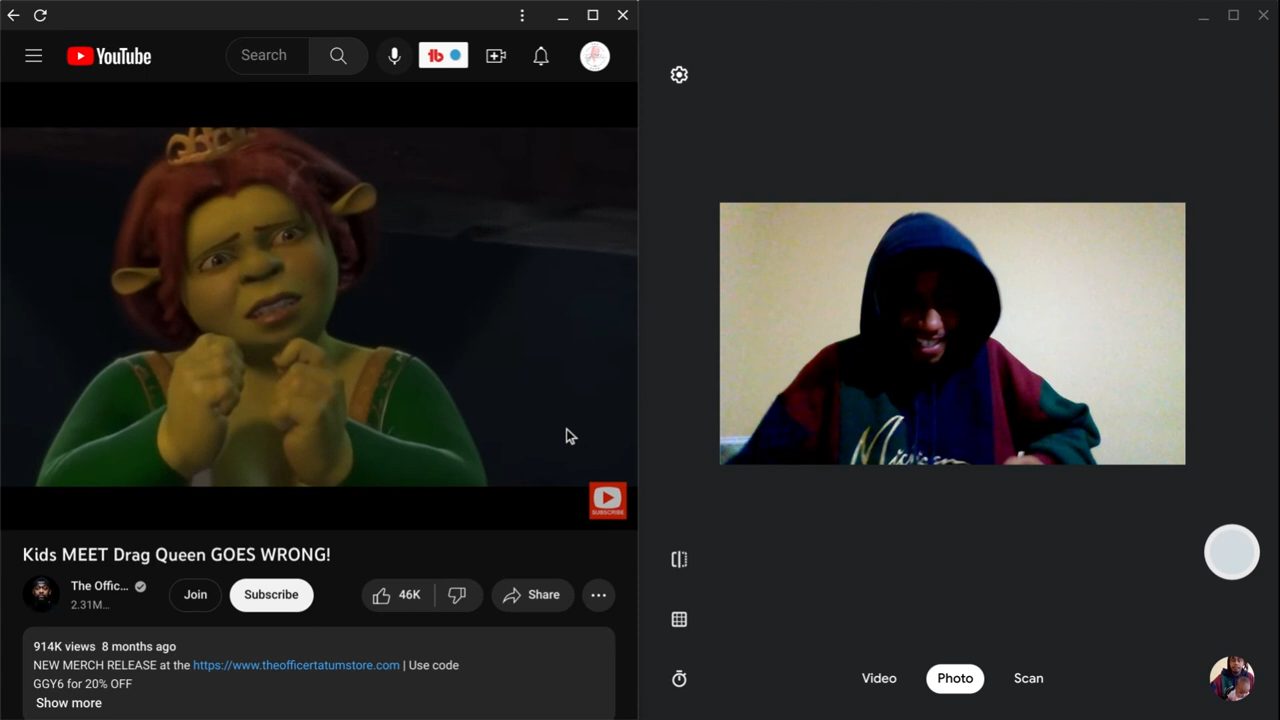 YouTube
Search
tb
SUBSCRIBE
Kids MEET Drag Queen GOES WRONG!
The Offic...
2.31M...
Join
Subscribe
46K
Share
914K views 8 months ago
NEW MERCH RELEASE at the https://www.theofficertatumstore.com | Use code
GGY6 for 20% OFF
Show more
Video
Photo
Scan